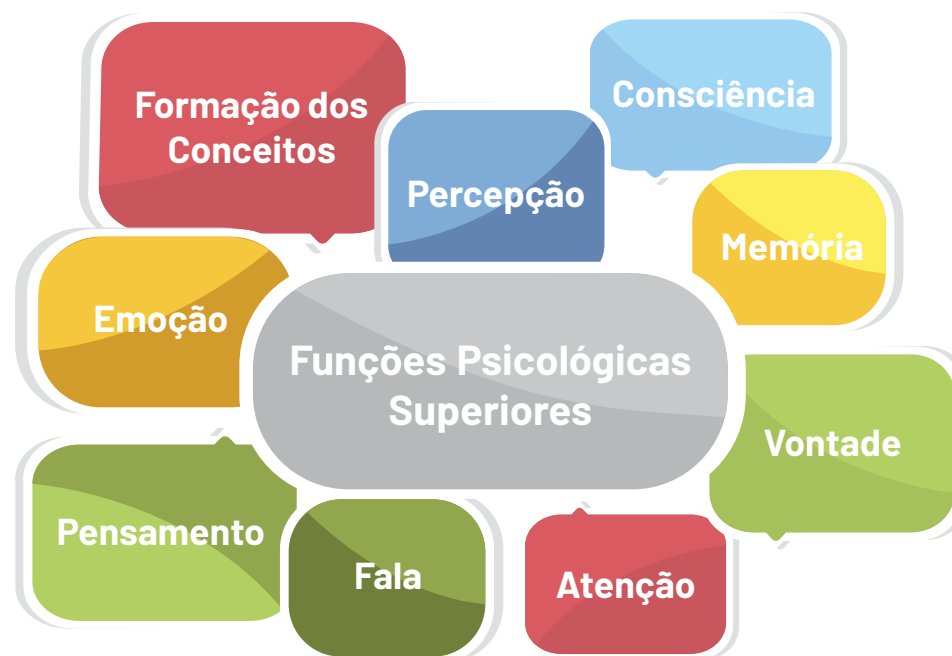 Formação dos
Conceitos
Consciência
Percepção
Memória
Emoção
Funções Psicológicas
Superiores
Vontade
Pensamento
Fala
Atenção